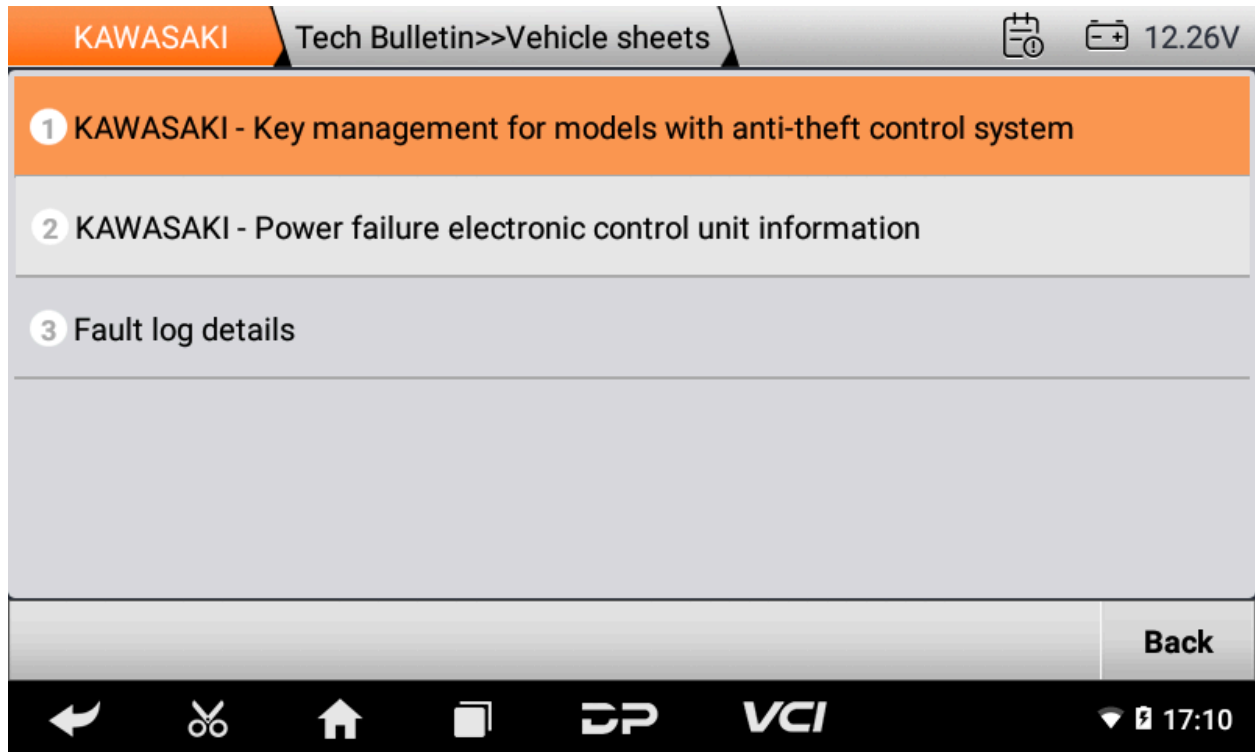 KAWASAKI
Tech Bulletin>>Vehicle sheets
12.26V
1 KAWASAKI - Key management for models with anti-theft control system
2 KAWASAKI - Power failure electronic control unit information
3 Fault log details
Back
DP
VCI
17:10